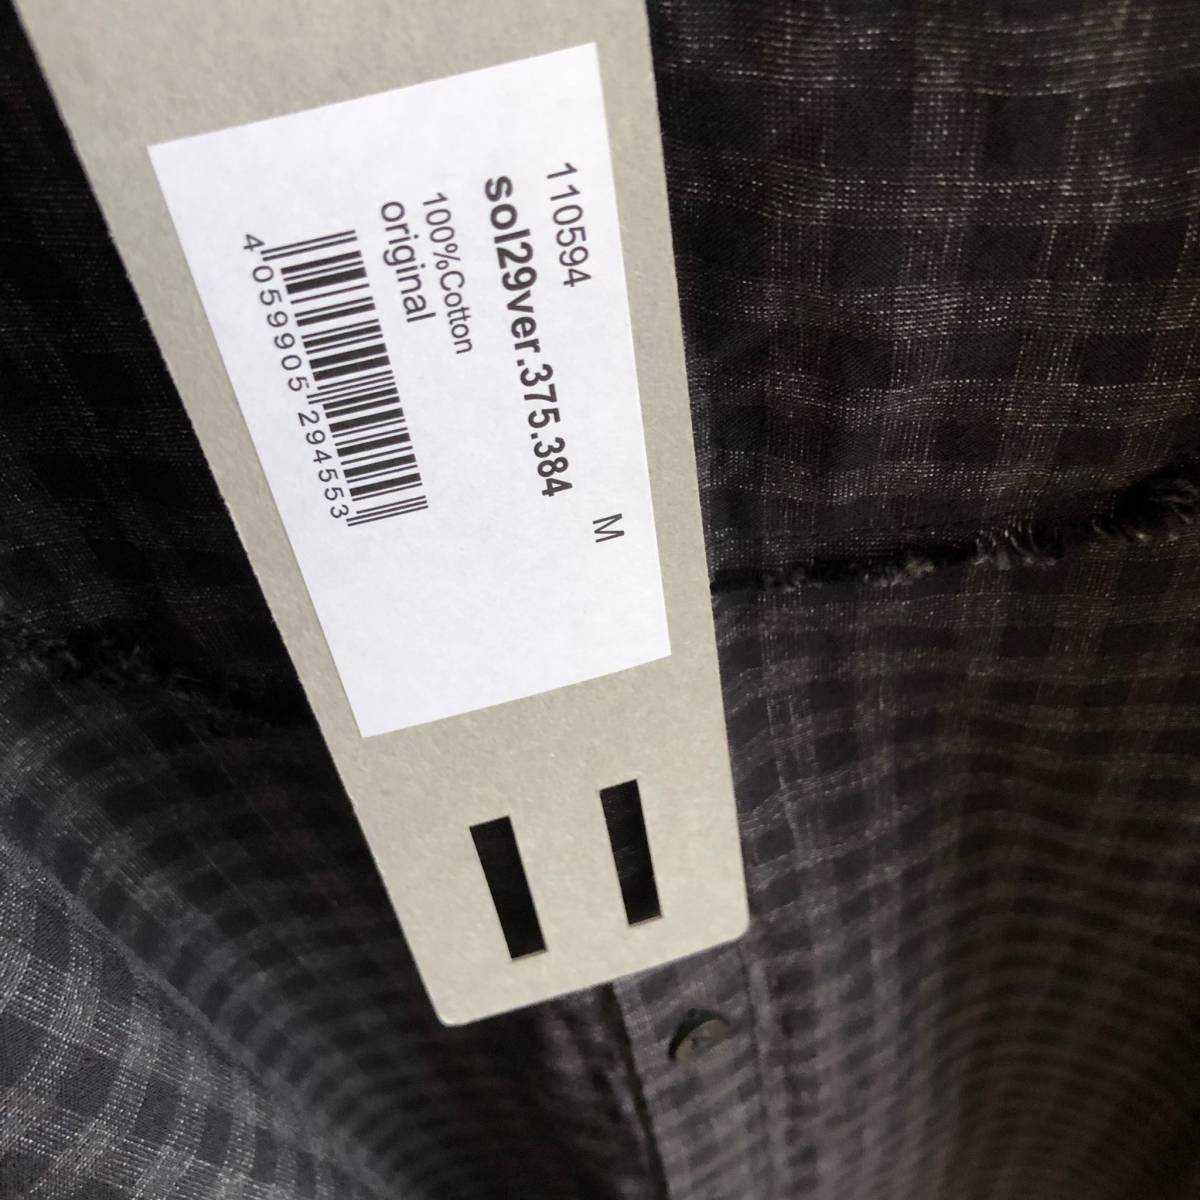 110594 M
sol29ver.375.384
100%Cotton
original
4 059905 294553